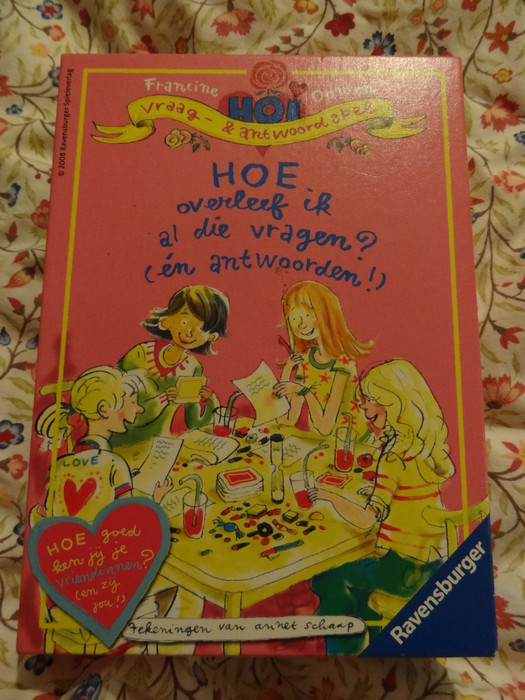 © 2008 Ravensburger Spieleverlag
Francine Oomen
HOI
vraag- & antwoordspel
HOE
overleef ik
al die vragen?
(én antwoorden!)
LOVE
HOE goed
ken jij je
vriendinnen?
(en zij
jou!)
tekeningen van annet schaap
Ravensburger